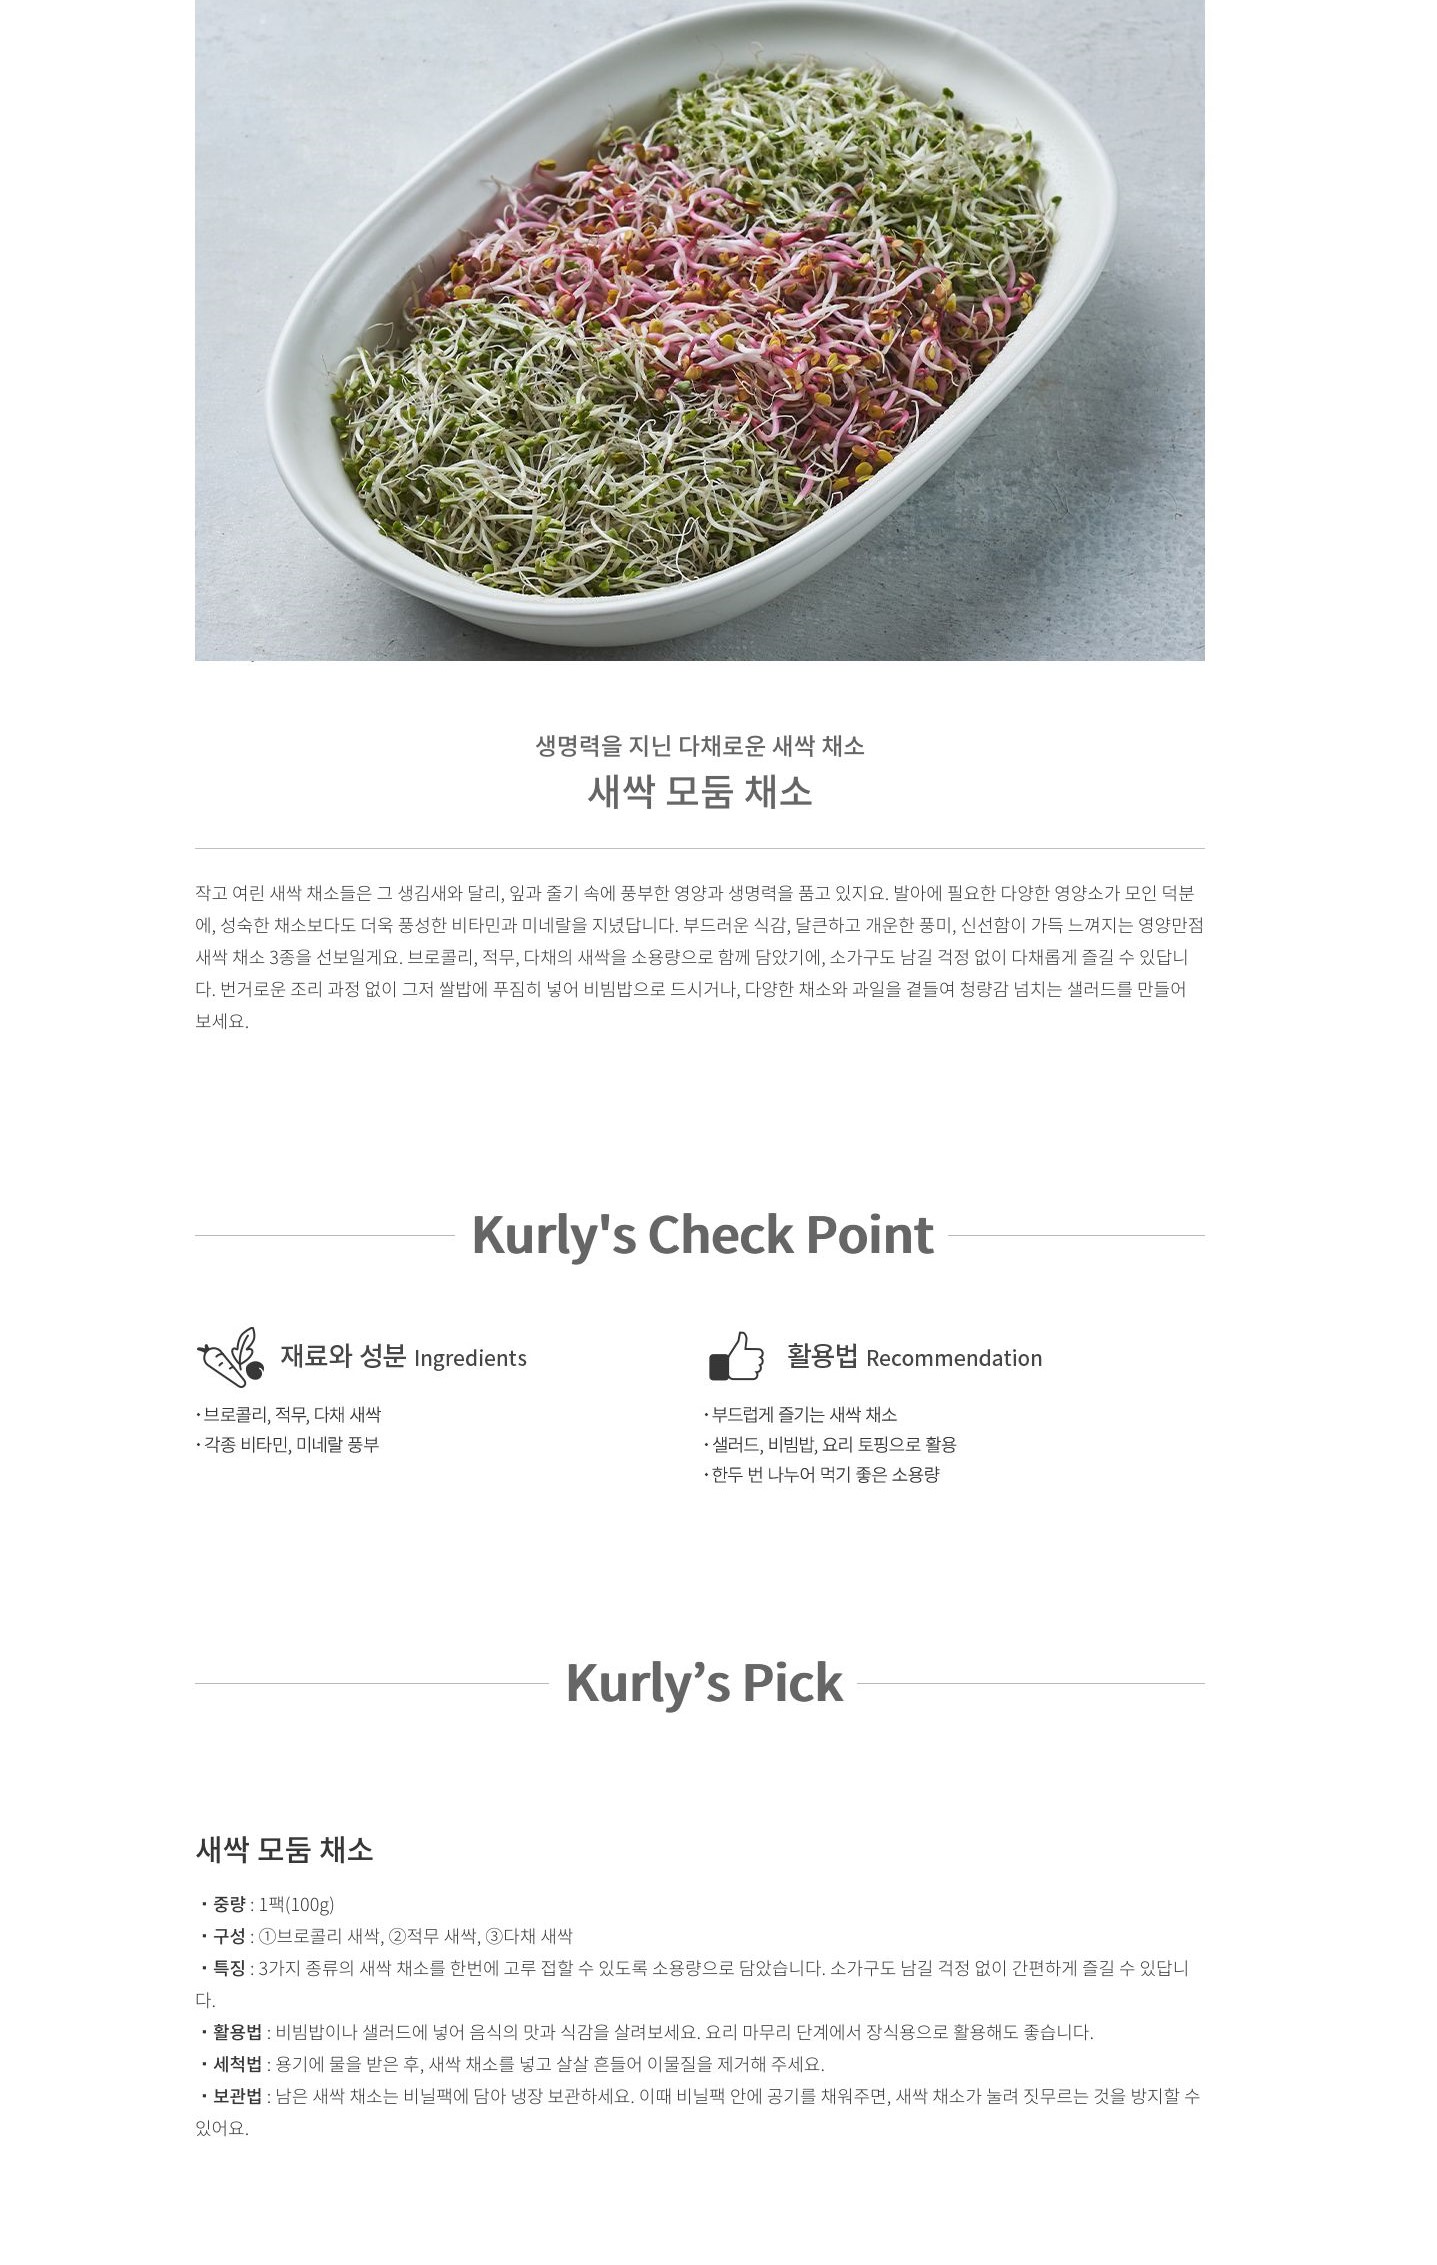 생명력을 지닌 다채로운 새싹 채소
새싹 모둠 채소
작고 여린 새싹 채소들은 그 생김새와 달리, 잎과 줄기 속에 풍부한 영양과 생명력을 품고 있지요. 발아에 필요한 다양한 영양소가 모인 덕분
에, 성숙한 채소보다도 더욱 풍성한 비타민과 미네랄을 지녔답니다. 부드러운 식감, 달큰하고 개운한 풍미, 신선함이 가득 느껴지는 영양만점
새싹 채소 3종을 선보일게요. 브로콜리, 적무, 다채의 새싹을 소용량으로 함께 담았기에, 소가구도 남길 걱정 없이 다채롭게 즐길 수 있답니
다. 번거로운 조리 과정 없이 그저 쌀밥에 푸짐히 넣어 비빔밥으로 드시거나, 다양한 채소와 과일을 곁들여 청량감 넘치는 샐러드를 만들어
보세요.
Kurly's Check Point
재료와 성분 Ingredients
· 브로콜리, 적무, 다채 새싹
· 각종 비타민, 미네랄 풍부
활용법 Recommendation
· 부드럽게 즐기는 새싹 채소
· 샐러드, 비빔밥, 요리 토핑으로 활용
· 한두 번 나누어 먹기 좋은 소용량
Kurly’s Pick
새싹 모둠 채소
· 중량 : 1팩(100g)
· 구성 : ①브로콜리 새싹, ②적무 새싹, ③다채 새싹
· 특징 : 3가지 종류의 새싹 채소를 한번에 고루 접할 수 있도록 소용량으로 담았습니다. 소가구도 남길 걱정 없이 간편하게 즐길 수 있답니
다.
· 활용법 : 비빔밥이나 샐러드에 넣어 음식의 맛과 식감을 살려보세요. 요리 마무리 단계에서 장식용으로 활용해도 좋습니다.
· 세척법 : 용기에 물을 받은 후, 새싹 채소를 넣고 살살 흔들어 이물질을 제거해 주세요.
· 보관법 : 남은 새싹 채소는 비닐팩에 담아 냉장 보관하세요. 이때 비닐팩 안에 공기를 채워주면, 새싹 채소가 눌려 짓무르는 것을 방지할 수
있어요.